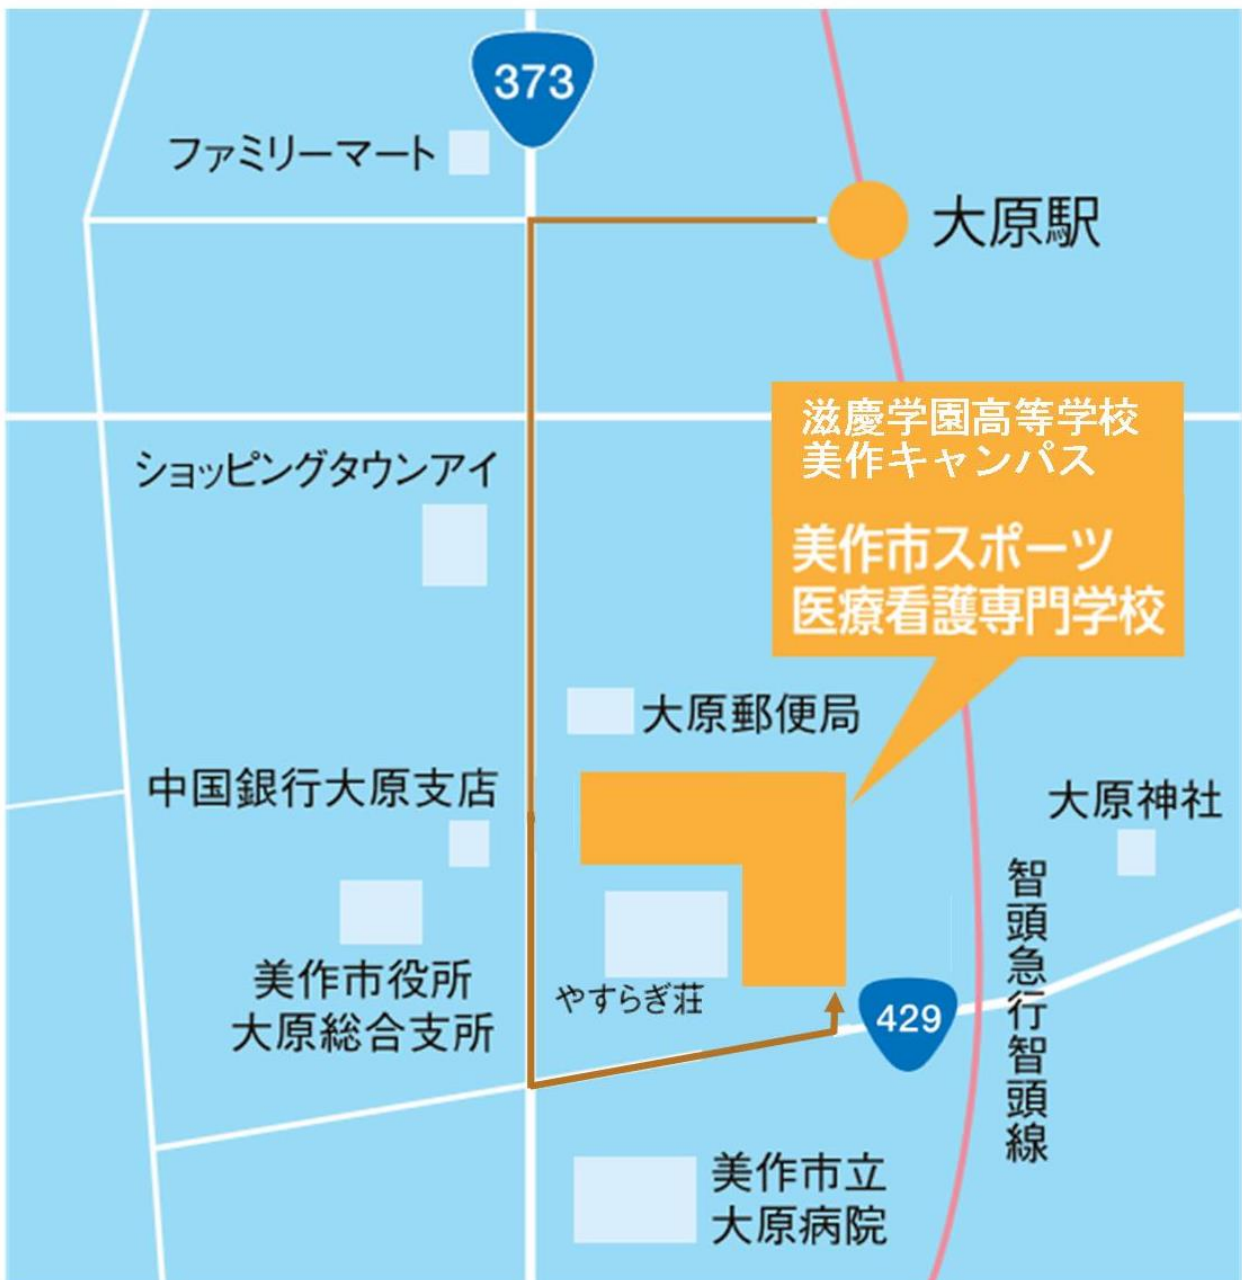 373
ファミリーマート
大原駅
滋慶学園高等学校
美作キャンパス
ショッピングタウンアイ
美作市スポーツ
医療看護専門学校
大原郵便局
中国銀行大原支店
大原神社
智頭急行智頭線
美作市役所
大原総合支所
やすらぎ荘
429
美作市立
大原病院